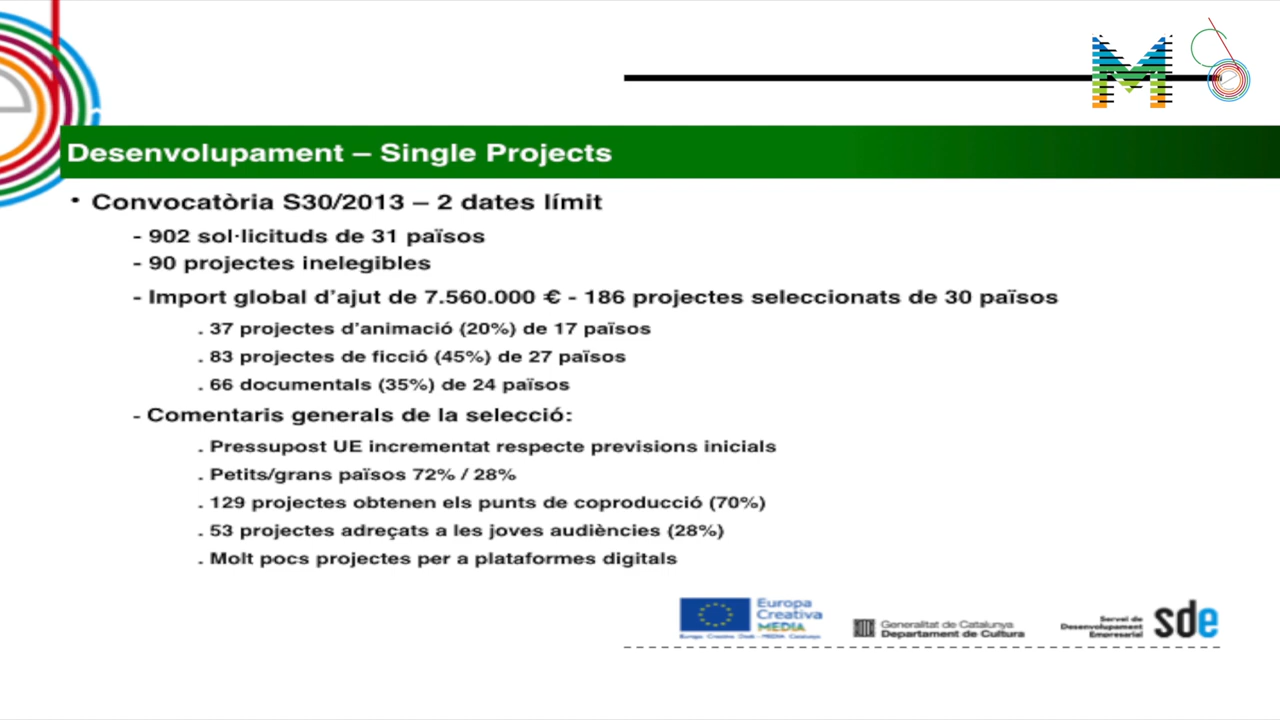 Desenvolupament – Single Projects
• Convocatòria S30/2013 – 2 dates límit
- 902 sol·licituds de 31 països
- 90 projectes inelegibles
- Import global d’ajut de 7.560.000 € - 186 projectes seleccionats de 30 països
. 37 projectes d’animació (20%) de 17 països
. 83 projectes de ficció (45%) de 27 països
. 66 documentals (35%) de 24 països
- Comentaris generals de la selecció:
. Pressupost UE incrementat respecte previsions inicials
. Petits/grans països 72% / 28%
. 129 projectes obtenen els punts de coproducció (70%)
. 53 projectes adreçats a les joves audiències (28%)
. Molt pocs projectes per a plataformes digitals
Europa
Creativa
MEDIA
Europa Creativa Desk - MEDIA Catalunya
Generalitat de Catalunya
Departament de Cultura
Servei de
Desenvolupament
Empresarial
sde